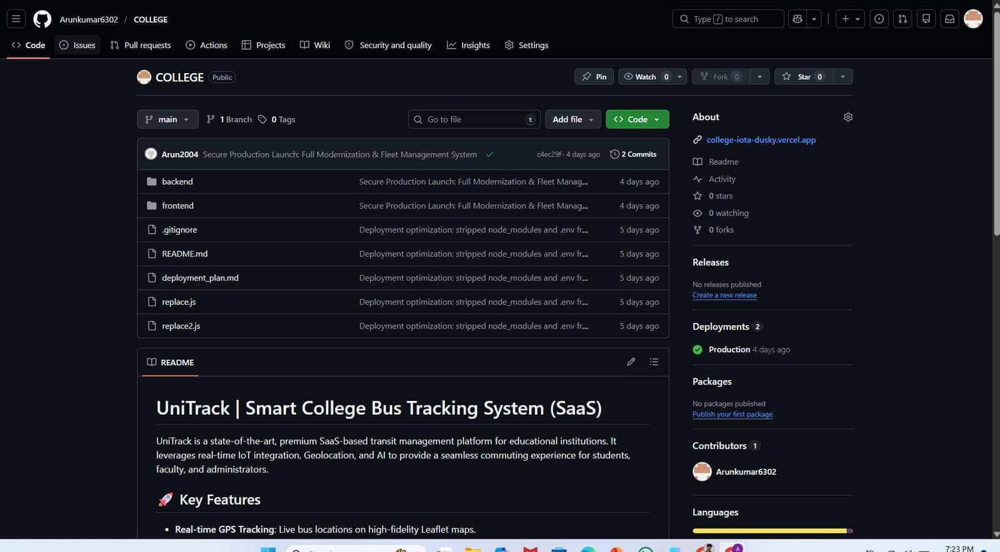 Arunkumar6302 / COLLEGE
Type / to search
Code Issues Pull requests Actions Projects Wiki Security and quality Insights Settings
COLLEGE Public
Pin Watch 0 Fork 0 Star 0
main 1 Branch 0 Tags Go to file t Add file Code
Arun2004 Secure Production Launch: Full Modernization & Fleet Management System c4ec29f · 4 days ago 2 Commits
backend Secure Production Launch: Full Modernization & Fleet Manag... 4 days ago
frontend Secure Production Launch: Full Modernization & Fleet Manag... 4 days ago
.gitignore Deployment optimization: stripped node_modules and .env fr... 5 days ago
README.md Deployment optimization: stripped node_modules and .env fr... 5 days ago
deployment_plan.md Deployment optimization: stripped node_modules and .env fr... 5 days ago
replace.js Deployment optimization: stripped node_modules and .env fr... 5 days ago
replace2.js Deployment optimization: stripped node_modules and .env fr... 5 days ago
README
UniTrack | Smart College Bus Tracking System (SaaS)
UniTrack is a state-of-the-art, premium SaaS-based transit management platform for educational institutions. It
leverages real-time IoT integration, Geolocation, and AI to provide a seamless commuting experience for students,
faculty, and administrators.
🚀 Key Features
• Real-time GPS Tracking: Live bus locations on high-fidelity Leaflet maps.
About
college-iota-dusky.vercel.app
Readme
Activity
0 stars
0 watching
0 forks
Releases
No releases published
Create a new release
Deployments 2
Production 4 days ago
Packages
No packages published
Publish your first package
Contributors 1
Arunkumar6302
Languages
A
7:23 PM